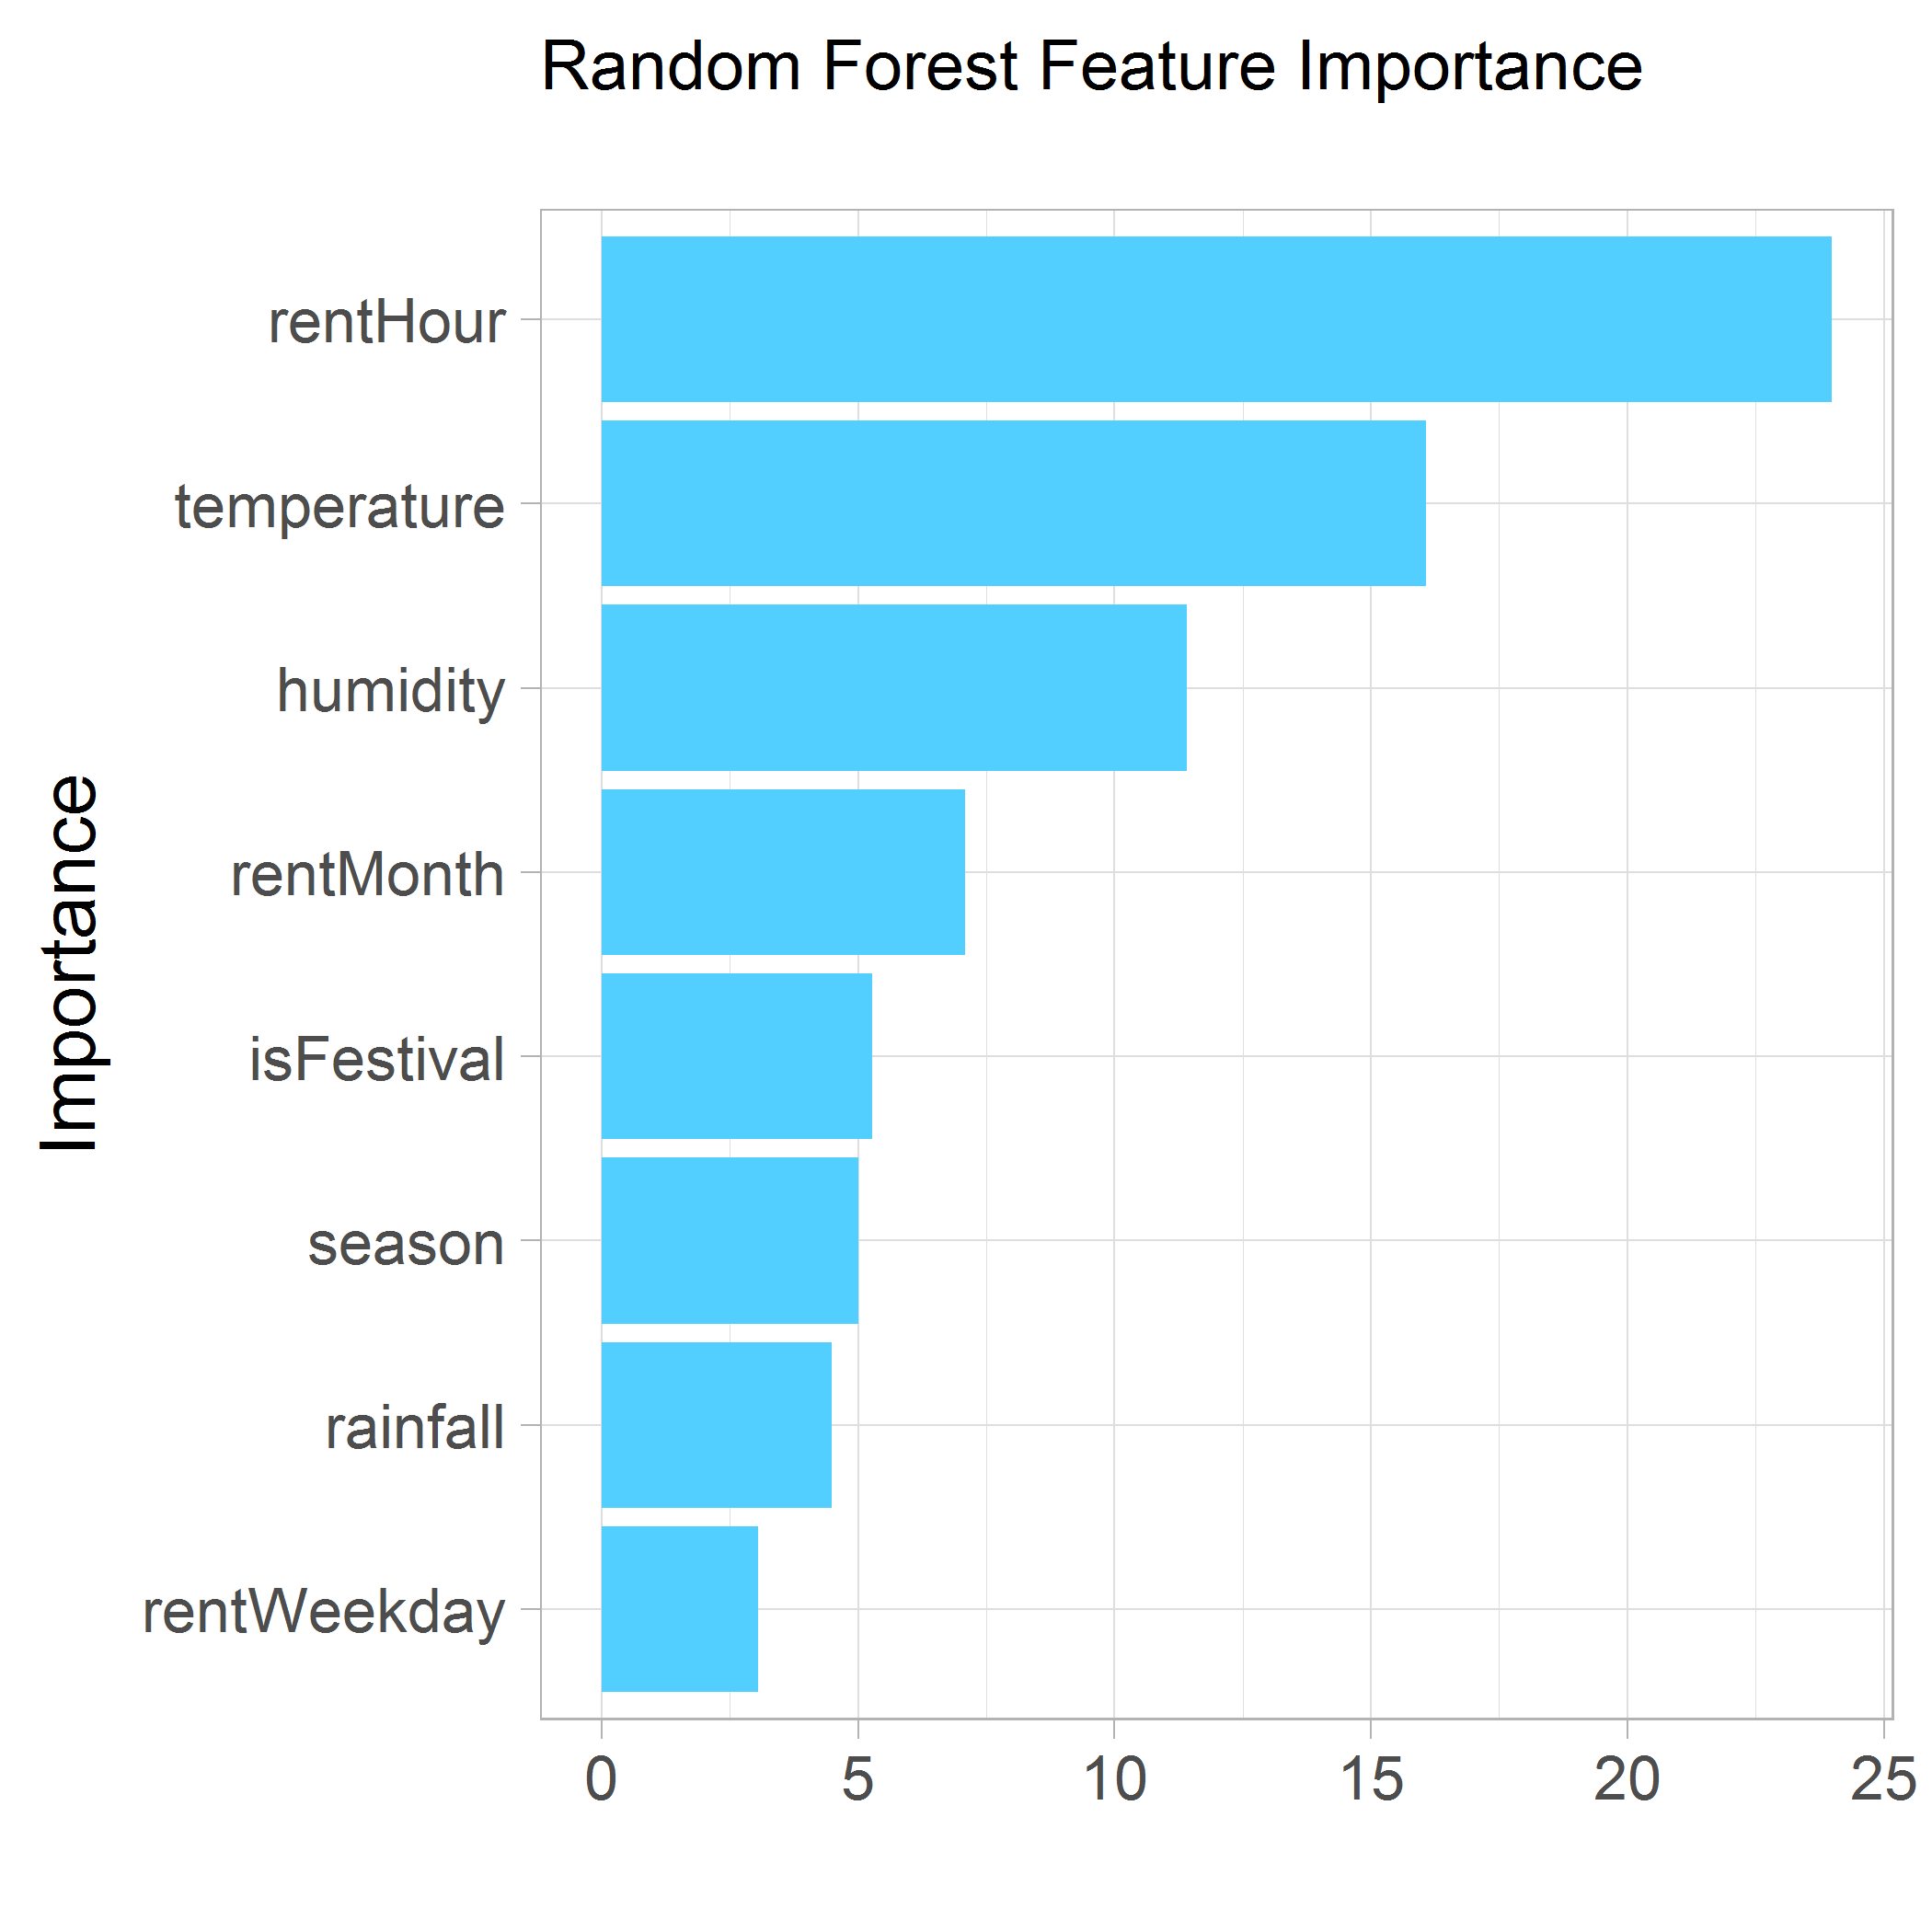 Random Forest Feature Importance
Importance
rentHour
temperature
humidity
rentMonth
isFestival
season
rainfall
rentWeekday
0 5 10 15 20 25